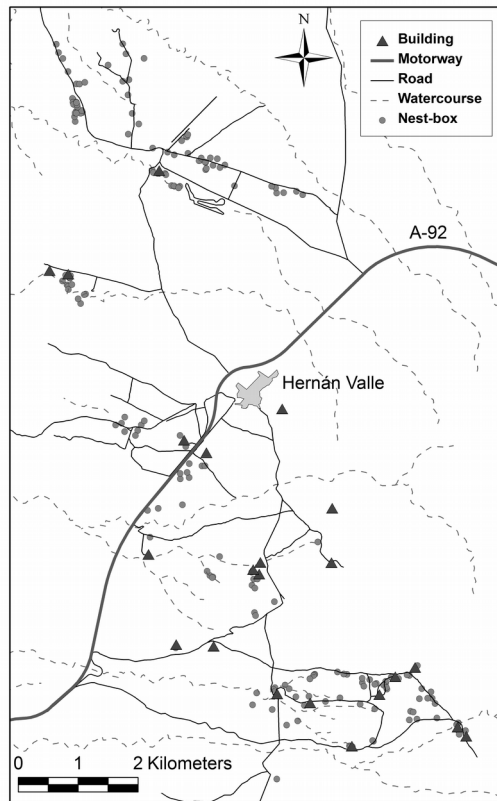 N
Building
Motorway
Road
Watercourse
Nest-box
A-92
Hernán Valle
0 1 2 Kilometers